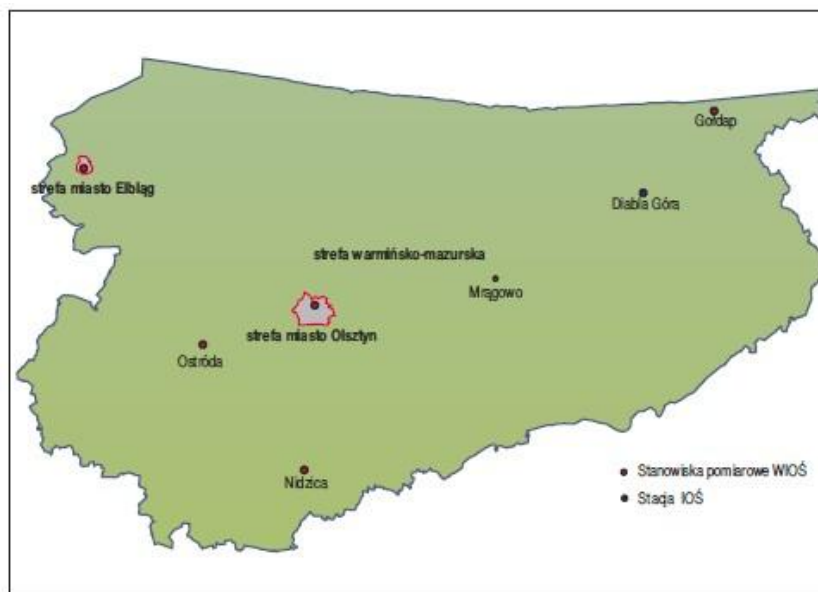 Gołdap
strefa miasto Elbląg
Diabla Góra
strefa warmińsko-mazurska
Mrągowo
strefa miasto Olsztyn
Ostróda
Nidzica
Stanowiska pomiarowe WIOŚ
Stacja IOŚ